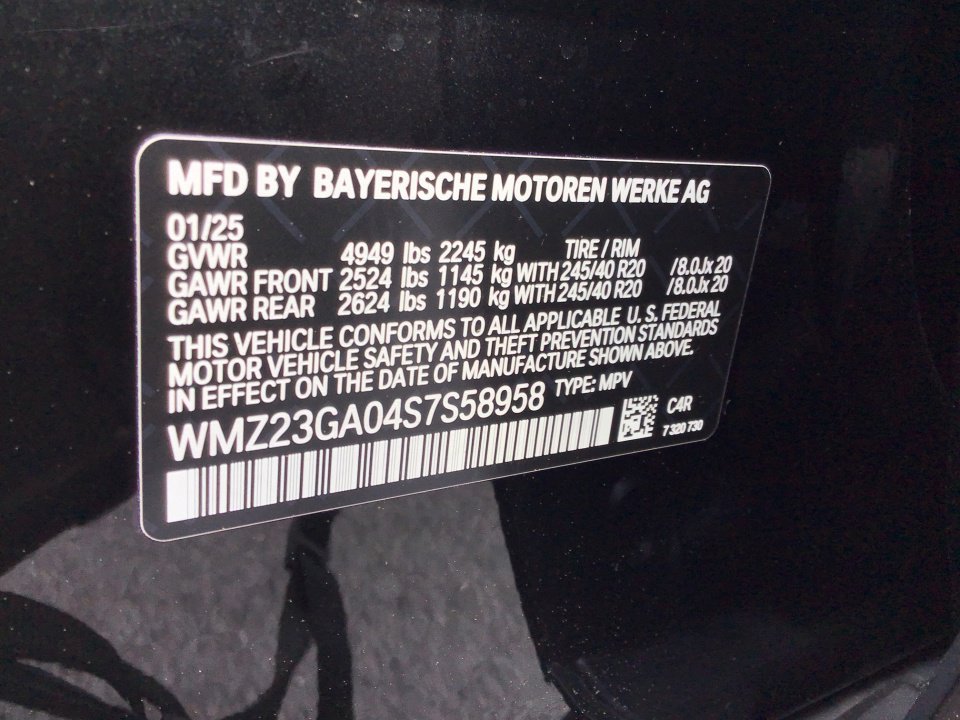 MFD BY BAYERISCHE MOTOREN WERKE AG
01/25
GVWR 4949 lbs 2245 kg TIRE / RIM
GAWR FRONT 2524 lbs 1145 kg WITH 245/40 R20 /8.0Jx 20
GAWR REAR 2624 lbs 1190 kg WITH 245/40 R20 /8.0Jx 20
THIS VEHICLE CONFORMS TO ALL APPLICABLE U. S. FEDERAL
MOTOR VEHICLE SAFETY AND THEFT PREVENTION STANDARDS
IN EFFECT ON THE DATE OF MANUFACTURE SHOWN ABOVE.
WMZ23GA04S7S58958 TYPE: MPV
C4R
7 320 730